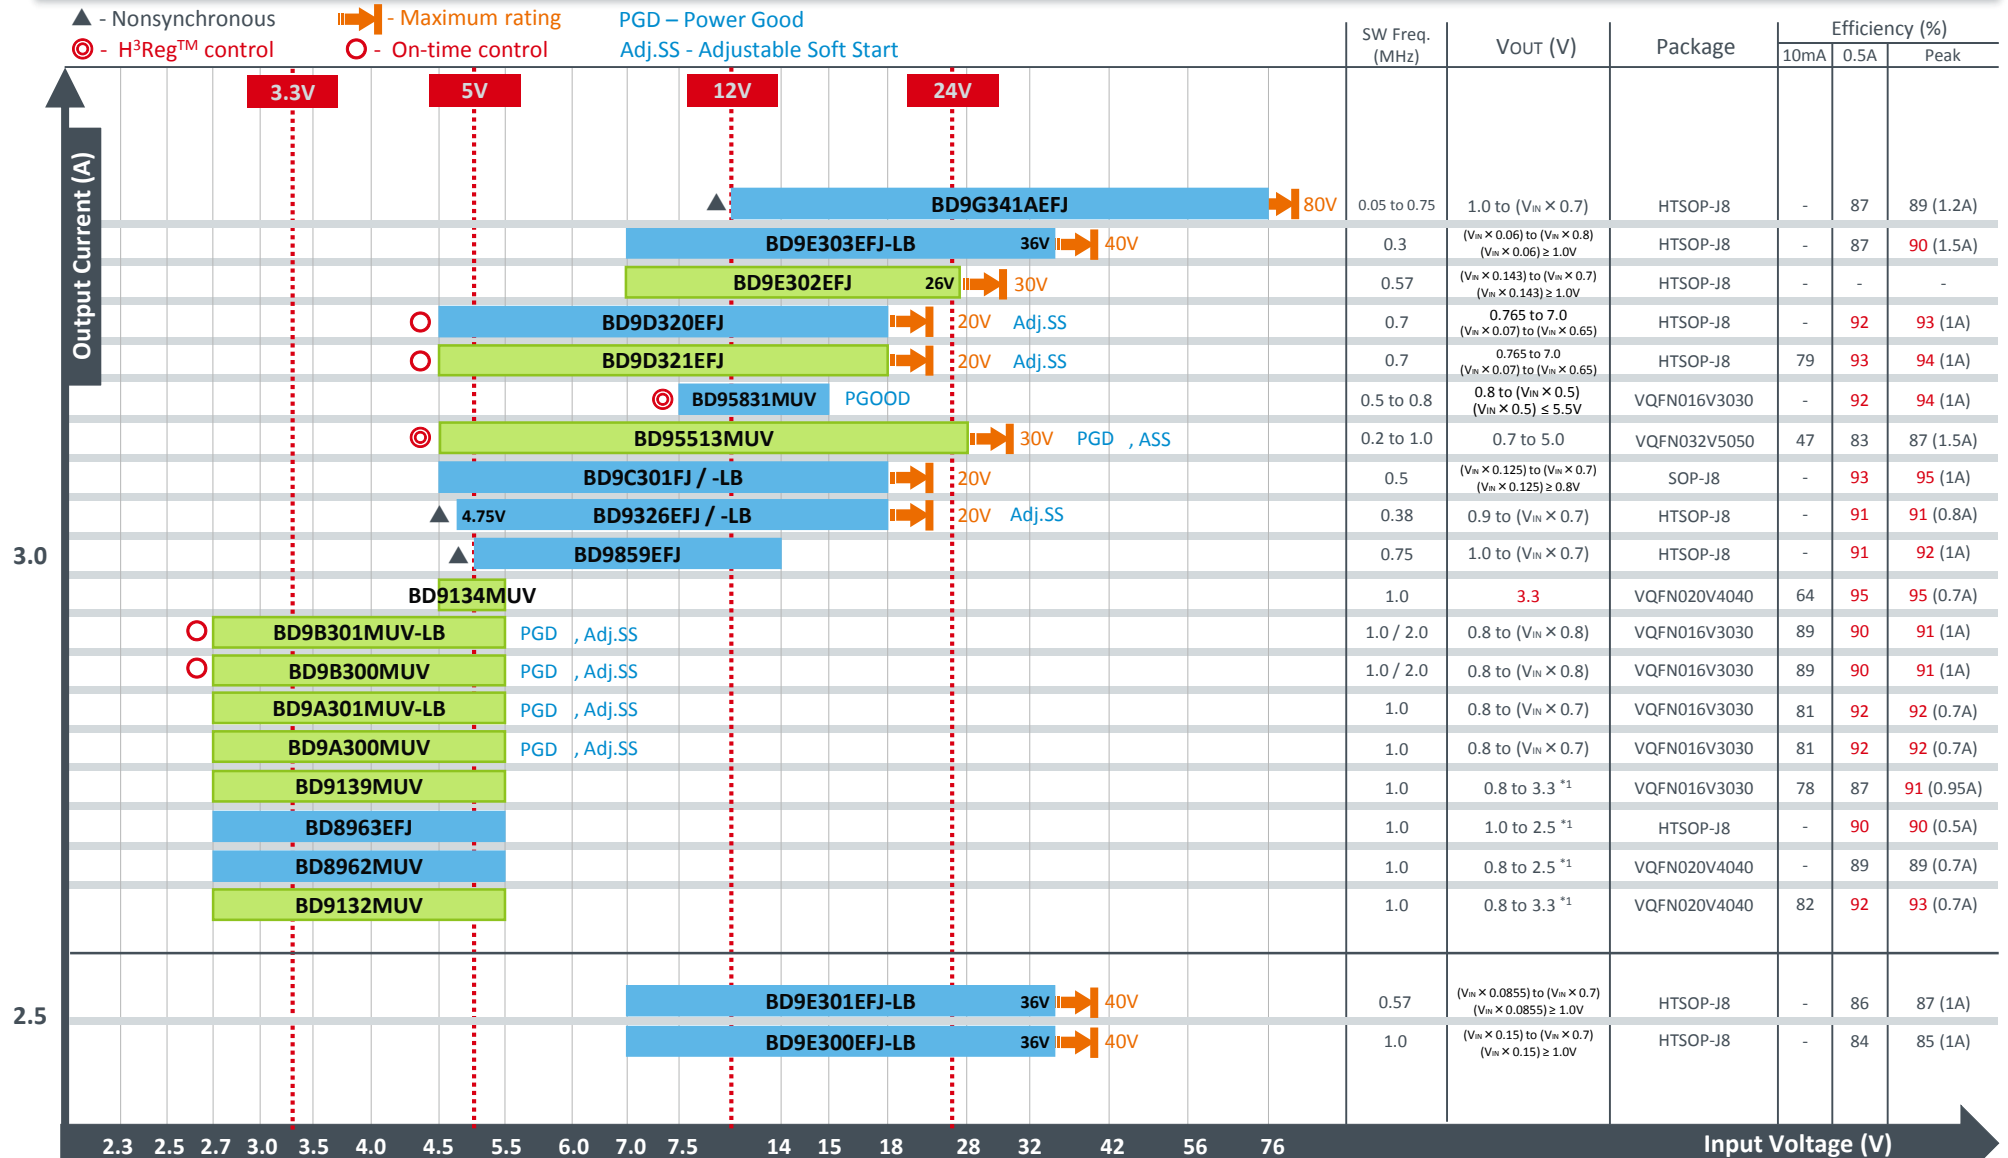 ▲ - Nonsynchronous
- Maximum rating
PGD – Power Good
◎ - H³Reg™ control
○ - On-time control
Adj.SS - Adjustable Soft Start
SW Freq. (MHz)
VOUT (V)
Package
Efficiency (%)
10mA 0.5A Peak
3.3V 5V 12V 24V
Output Current (A)
BD9G341AEFJ 80V 0.05 to 0.75 1.0 to (VIN × 0.7) HTSOP-J8 - 87 89 (1.2A)
BD9E303EFJ-LB 36V 40V 0.3 (VIN × 0.06) to (VIN × 0.8) (VIN × 0.06) ≥ 1.0V HTSOP-J8 - 87 90 (1.5A)
BD9E302EFJ 26V 30V 0.57 (VIN × 0.143) to (VIN × 0.7) (VIN × 0.143) ≥ 1.0V HTSOP-J8 - - -
BD9D320EFJ 20V Adj.SS 0.7 0.765 to 7.0 (VIN × 0.07) to (VIN × 0.65) HTSOP-J8 - 92 93 (1A)
BD9D321EFJ 20V Adj.SS 0.7 0.765 to 7.0 (VIN × 0.07) to (VIN × 0.65) HTSOP-J8 79 93 94 (1A)
BD95831MUV PGOOD 0.5 to 0.8 0.8 to (VIN × 0.5) (VIN × 0.5) ≤ 5.5V VQFN016V3030 - 92 94 (1A)
BD95513MUV 30V PGD , ASS 0.2 to 1.0 0.7 to 5.0 VQFN032V5050 47 83 87 (1.5A)
BD9C301FJ / -LB 20V 0.5 (VIN × 0.125) to (VIN × 0.7) (VIN × 0.125) ≥ 0.8V SOP-J8 - 93 95 (1A)
4.75V BD9326EFJ / -LB 20V Adj.SS 0.38 0.9 to (VIN × 0.7) HTSOP-J8 - 91 91 (0.8A)
3.0 BD9859EFJ 0.75 1.0 to (VIN × 0.7) HTSOP-J8 - 91 92 (1A)
BD9134MUV 1.0 3.3 VQFN020V4040 64 95 95 (0.7A)
BD9B301MUV-LB PGD , Adj.SS 1.0 / 2.0 0.8 to (VIN × 0.8) VQFN016V3030 89 90 91 (1A)
BD9B300MUV PGD , Adj.SS 1.0 / 2.0 0.8 to (VIN × 0.8) VQFN016V3030 89 90 91 (1A)
BD9A301MUV-LB PGD , Adj.SS 1.0 0.8 to (VIN × 0.7) VQFN016V3030 81 92 92 (0.7A)
BD9A300MUV PGD , Adj.SS 1.0 0.8 to (VIN × 0.7) VQFN016V3030 81 92 92 (0.7A)
BD9139MUV 1.0 0.8 to 3.3 *1 VQFN016V3030 78 87 91 (0.95A)
BD8963EFJ 1.0 1.0 to 2.5 *1 HTSOP-J8 - 90 90 (0.5A)
BD8962MUV 1.0 0.8 to 2.5 *1 VQFN020V4040 - 89 89 (0.7A)
BD9132MUV 1.0 0.8 to 3.3 *1 VQFN020V4040 82 92 93 (0.7A)
2.5 BD9E301EFJ-LB 36V 40V 0.57 (VIN × 0.0855) to (VIN × 0.7) (VIN × 0.0855) ≥ 1.0V HTSOP-J8 - 86 87 (1A)
BD9E300EFJ-LB 36V 40V 1.0 (VIN × 0.15) to (VIN × 0.7) (VIN × 0.15) ≥ 1.0V HTSOP-J8 - 84 85 (1A)
2.3 2.5 2.7 3.0 3.5 4.0 4.5 5.5 6.0 7.0 7.5 14 15 18 28 32 42 56 76 Input Voltage (V)